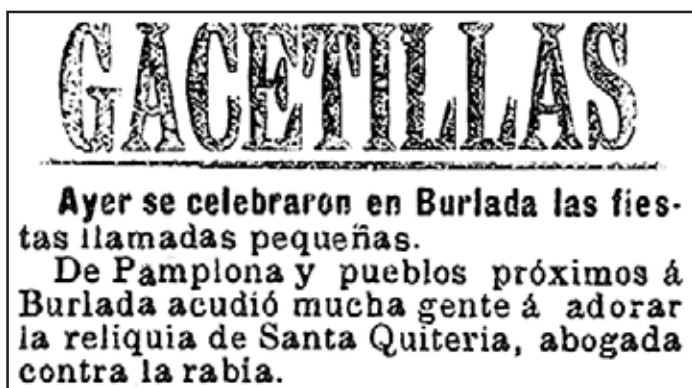 GACETILLAS
Ayer se celebraron en Burlada las fies-
tas llamadas pequeñas.
De Pamplona y pueblos próximos á
Burlada acudió mucha gente á adorar
la reliquia de Santa Quiteria, abogada
contra la rabia.